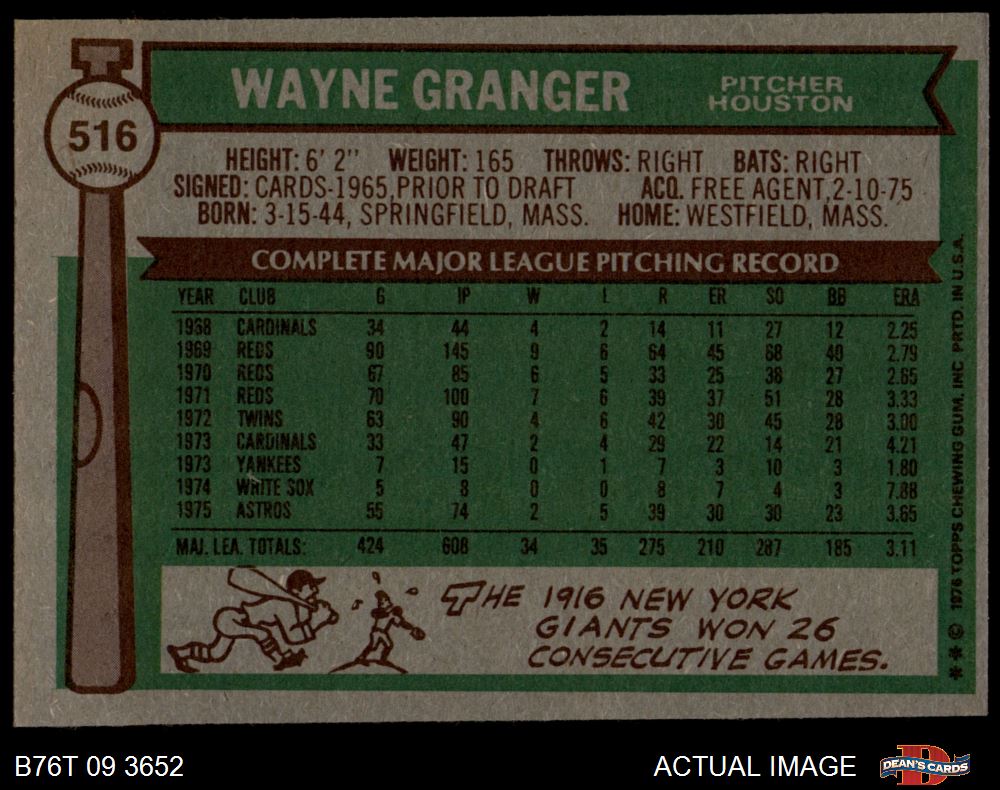 516
WAYNE GRANGER
PITCHER
HOUSTON
HEIGHT: 6' 2" WEIGHT: 165 THROWS: RIGHT BATS: RIGHT
SIGNED: CARDS-1965, PRIOR TO DRAFT ACQ. FREE AGENT, 2-10-75
BORN: 3-15-44, SPRINGFIELD, MASS. HOME: WESTFIELD, MASS.
COMPLETE MAJOR LEAGUE PITCHING RECORD
YEAR CLUB G IP W L R ER SO BB ERA
1968 CARDINALS 34 44 4 2 14 11 27 12 2.25
1969 REDS 90 145 9 6 64 45 68 40 2.79
1970 REDS 67 85 6 5 33 25 38 27 2.65
1971 REDS 70 100 7 6 39 37 51 28 3.33
1972 TWINS 63 90 4 6 42 30 45 28 3.00
1973 CARDINALS 33 47 2 4 29 22 14 21 4.21
1973 YANKEES 7 15 0 1 7 3 10 3 1.80
1974 WHITE SOX 5 8 0 0 8 7 4 3 7.88
1975 ASTROS 55 74 2 5 39 30 30 23 3.65
MAJ. LEA. TOTALS: 424 608 34 35 275 210 287 185 3.11
THE 1916 NEW YORK
GIANTS WON 26
CONSECUTIVE GAMES.
* * © 1976 TOPPS CHEWING GUM, INC. PRTD. IN U.S.A.
B76T 09 3652
ACTUAL IMAGE
DEAN'S CARDS